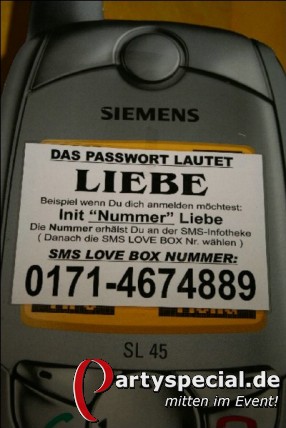 SIEMENS
DAS PASSWORT LAUTET
LIEBE
Beispiel wenn Du dich anmelden möchtest:
Init “Nummer” Liebe
Die Nummer erhälst Du an der SMS-Infotheke
( Danach die SMS LOVE BOX Nr. wählen )
SMS LOVE BOX NUMMER:
0171-4674889
SL 45
Partyspecial.de
mitten im Event!